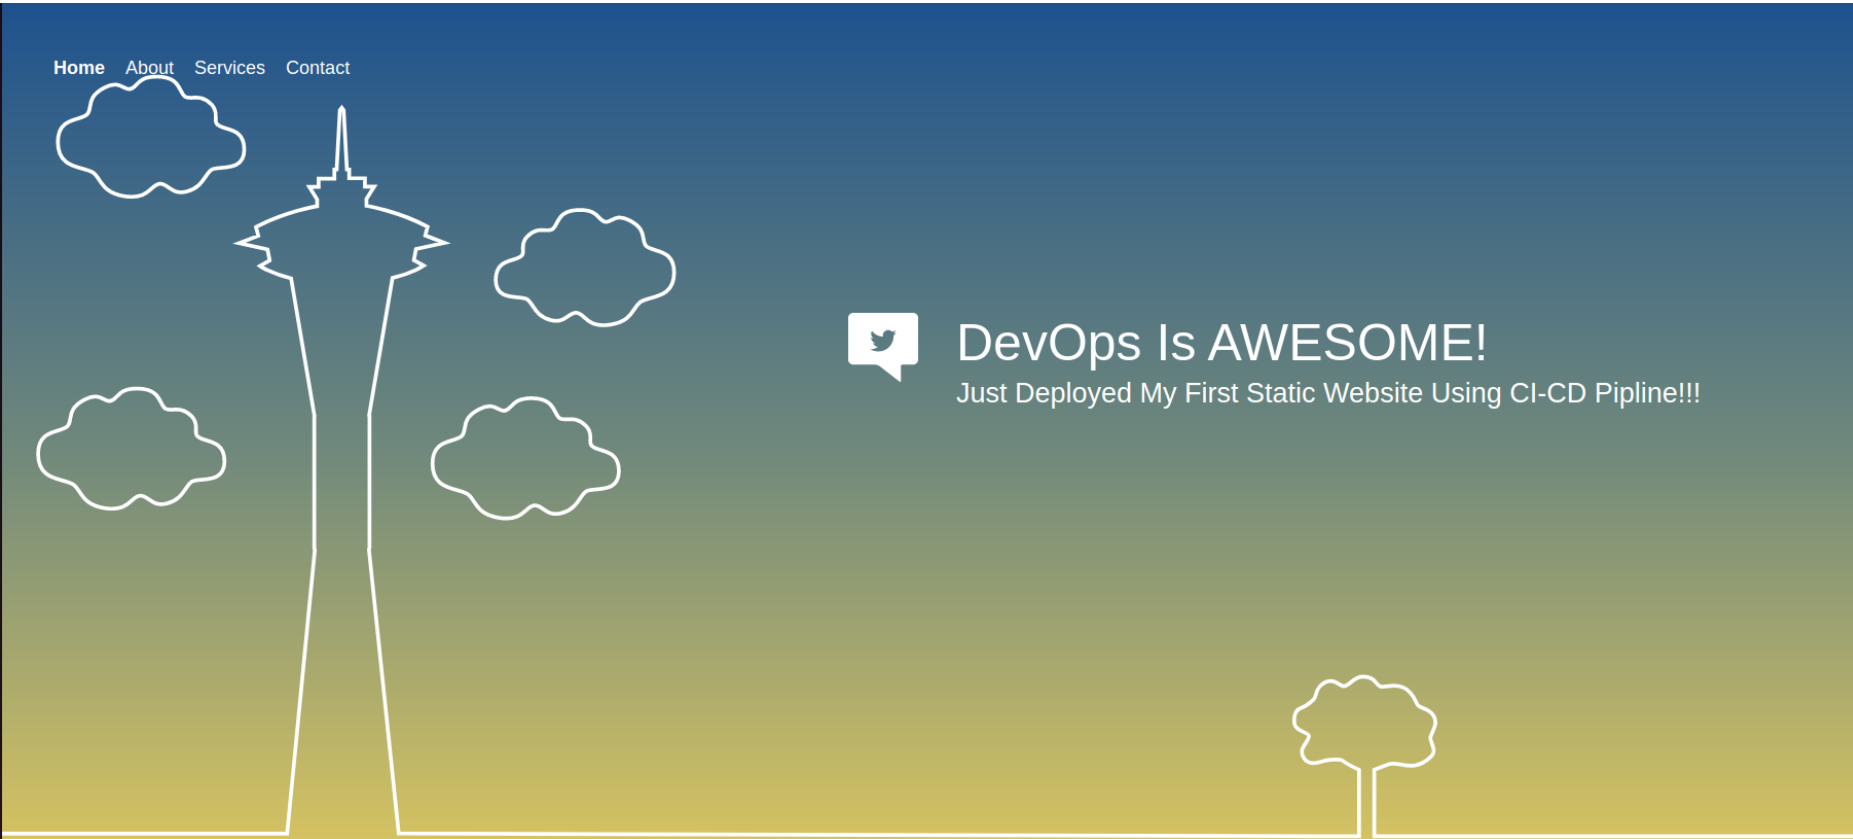 Home About Services Contact
DevOps Is AWESOME!
Just Deployed My First Static Website Using CI-CD Pipline!!!